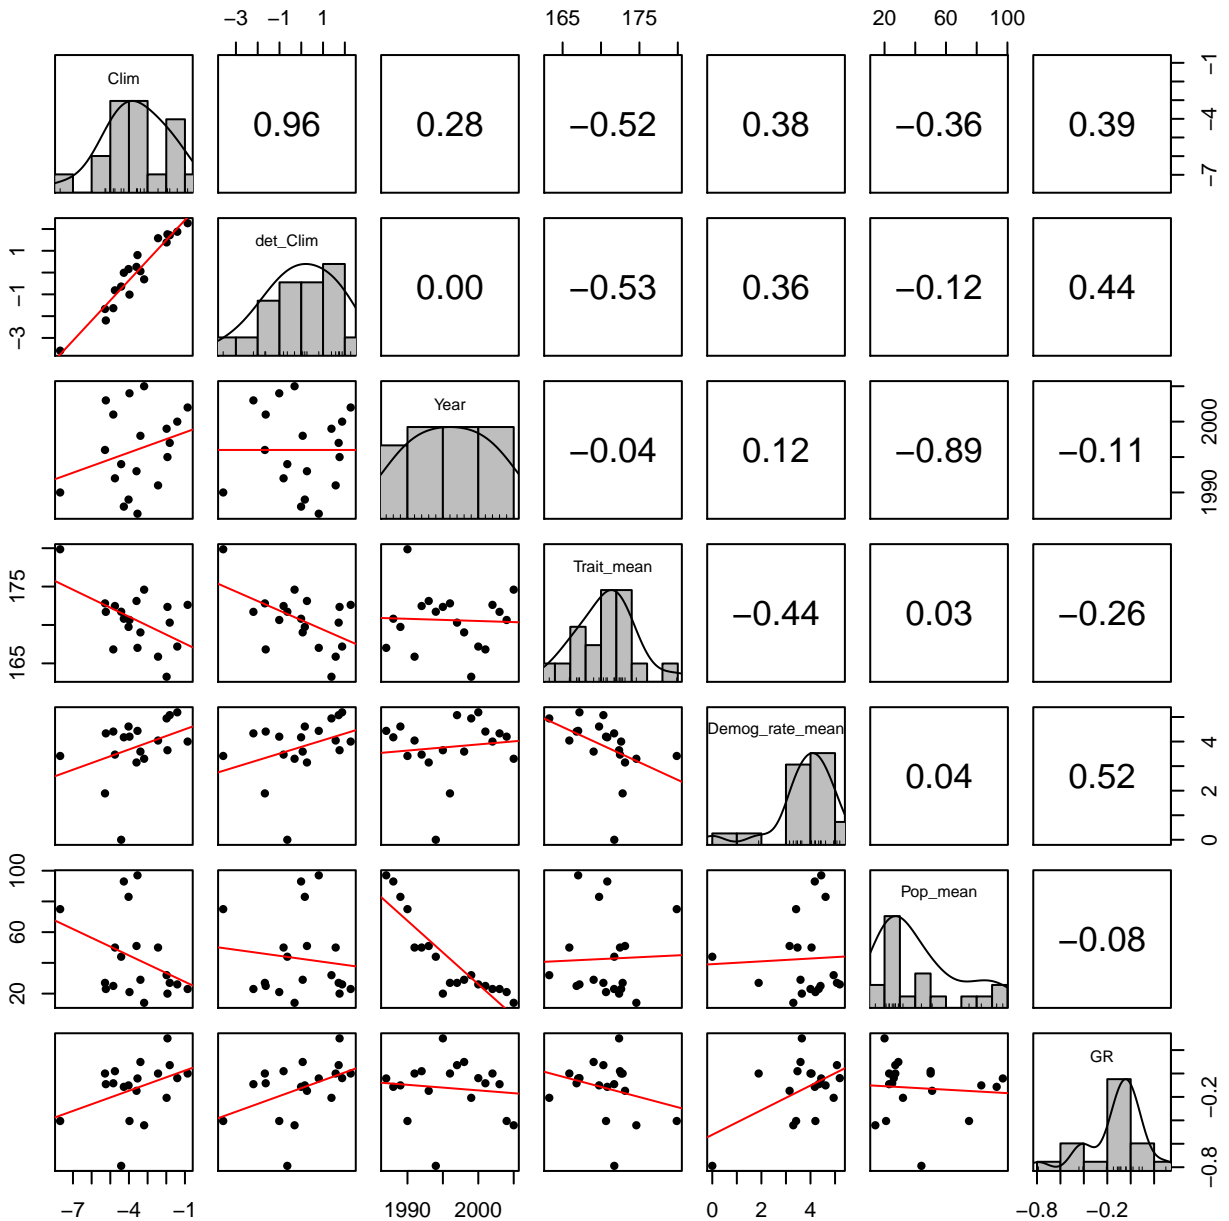 −3 −1 1 165 175 20 60 100
Clim 0.96 0.28 −0.52 0.38 −0.36 0.39 −7 −4 −1
−3 −1 1 det_Clim 0.00 −0.53 0.36 −0.12 0.44
Year −0.04 0.12 −0.89 −0.11 1990 2000
165 175 Trait_mean −0.44 0.03 −0.26
Demog_rate_mean 0.04 0.52 0 2 4
20 60 100 Pop_mean −0.08
GR −0.8 −0.2
−7 −4 −1 1990 2000 0 2 4 −0.8 −0.2